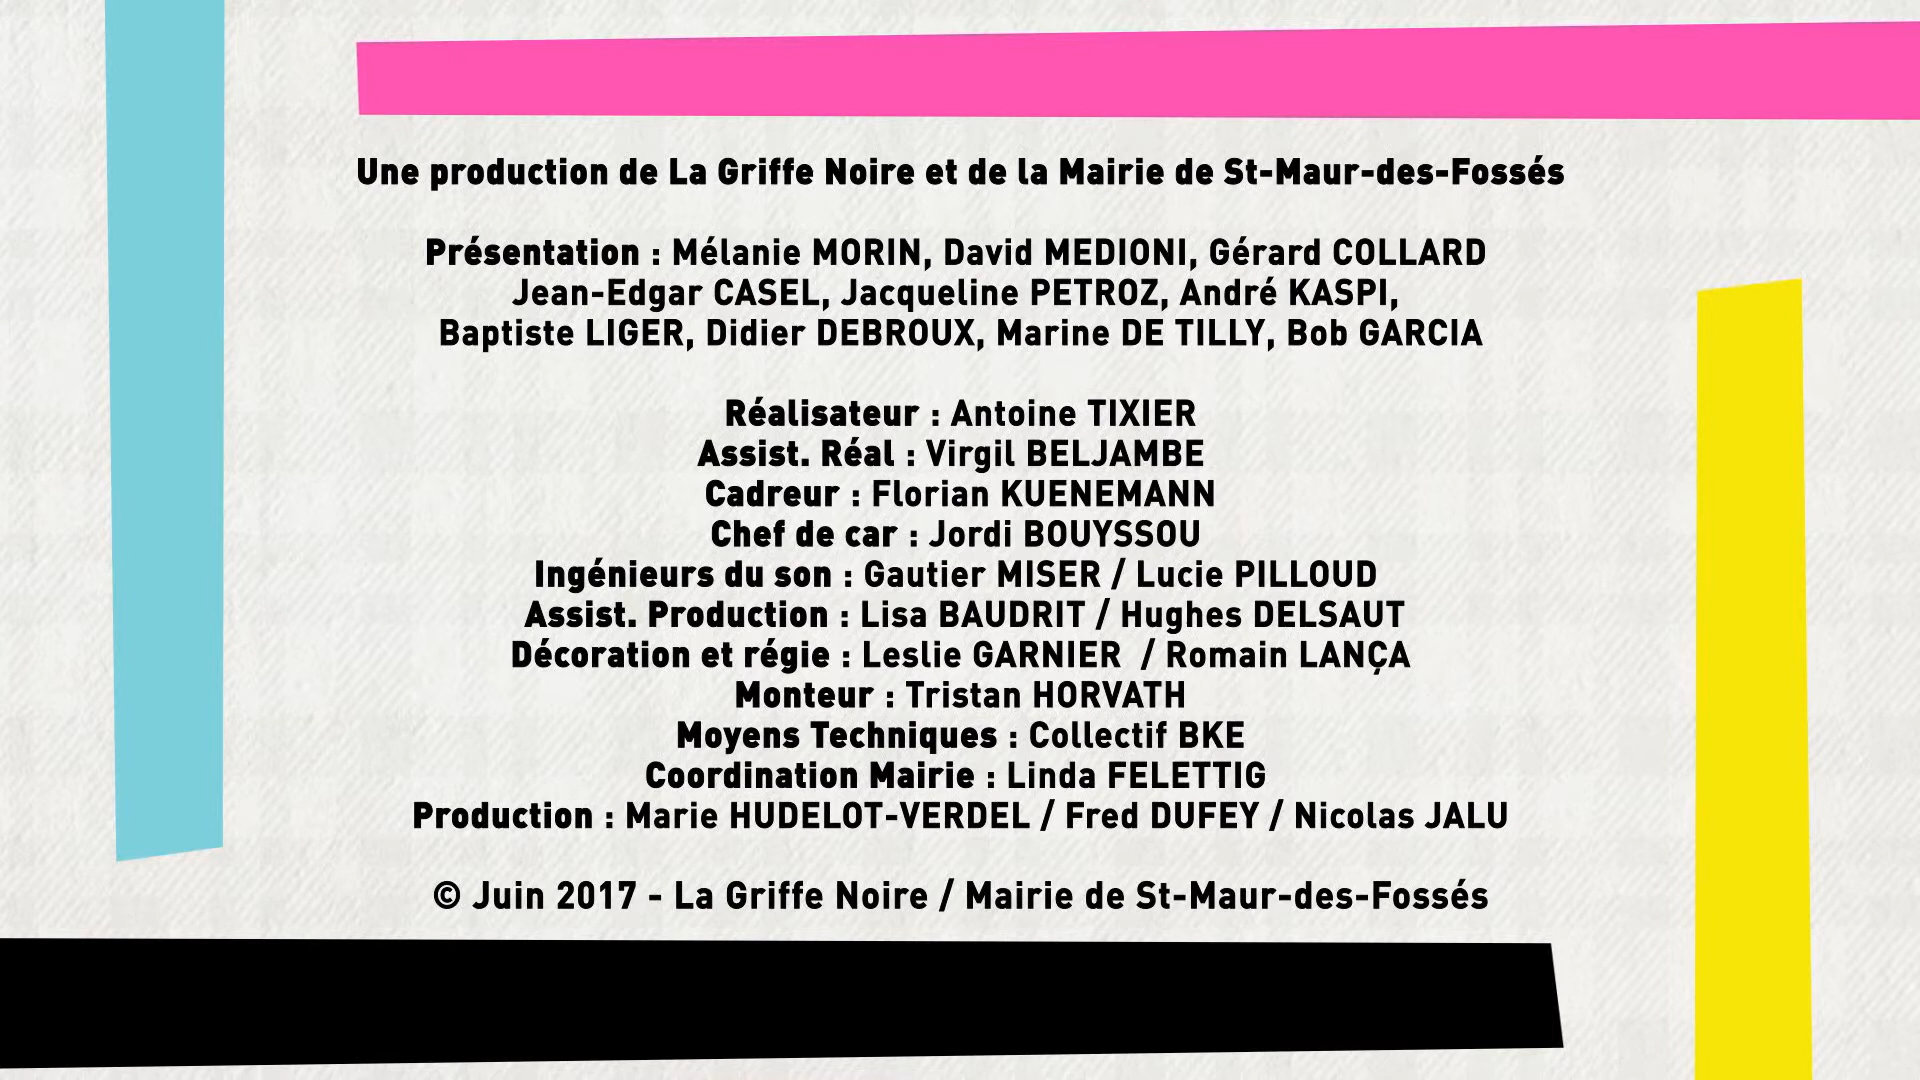 Une production de La Griffe Noire et de la Mairie de St-Maur-des-Fossés
Présentation : Mélanie MORIN, David MEDIONI, Gérard COLLARD
Jean-Edgar CASEL, Jacqueline PETROZ, André KASPI,
Baptiste LIGER, Didier DEBROUX, Marine DE TILLY, Bob GARCIA
Réalisateur : Antoine TIXIER
Assist. Réal : Virgil BELJAMBE
Cadreur : Florian KUENEMANN
Chef de car : Jordi BOUYSSOU
Ingénieurs du son : Gautier MISER / Lucie PILLOUD
Assist. Production : Lisa BAUDRIT / Hughes DELSAUT
Décoration et régie : Leslie GARNIER / Romain LANÇA
Monteur : Tristan HORVATH
Moyens Techniques : Collectif BKE
Coordination Mairie : Linda FELETTIG
Production : Marie HUDELOT-VERDEL / Fred DUFEY / Nicolas JALU
© Juin 2017 - La Griffe Noire / Mairie de St-Maur-des-Fossés